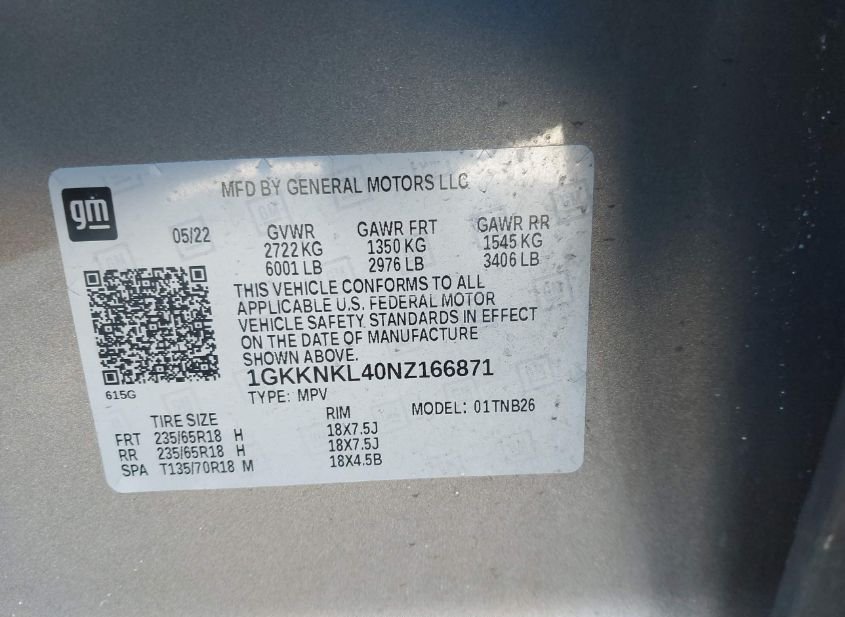 gm
MFD BY GENERAL MOTORS LLC
05/22 GVWR GAWR FRT GAWR RR
2722 KG 1350 KG 1545 KG
6001 LB 2976 LB 3406 LB
THIS VEHICLE CONFORMS TO ALL
APPLICABLE U.S. FEDERAL MOTOR
VEHICLE SAFETY STANDARDS IN EFFECT
ON THE DATE OF MANUFACTURE
SHOWN ABOVE.
1GKKNKL40NZ166871
615G
TYPE: MPV MODEL: 01TNB26
TIRE SIZE RIM
FRT 235/65R18 H 18X7.5J
RR 235/65R18 H 18X7.5J
SPA T135/70R18 M 18X4.5B